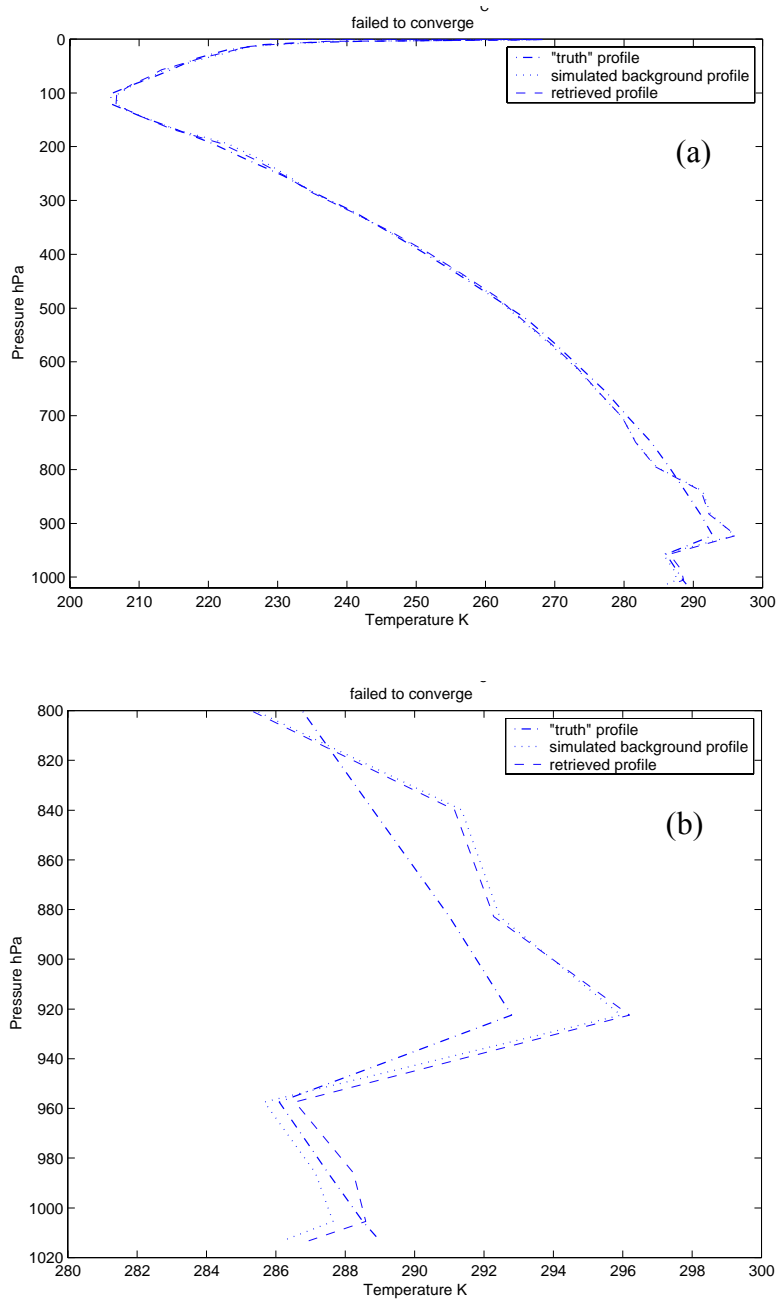 failed to converge
0
100
200
300
400
500
600
700
800
900
1000
Pressure hPa
"truth" profile
simulated background profile
retrieved profile
(a)
200 210 220 230 240 250 260 270 280 290 300
Temperature K
failed to converge
800
820
840
860
880
900
920
940
960
980
1000
1020
Pressure hPa
"truth" profile
simulated background profile
retrieved profile
(b)
280 282 284 286 288 290 292 294 296 298 300
Temperature K